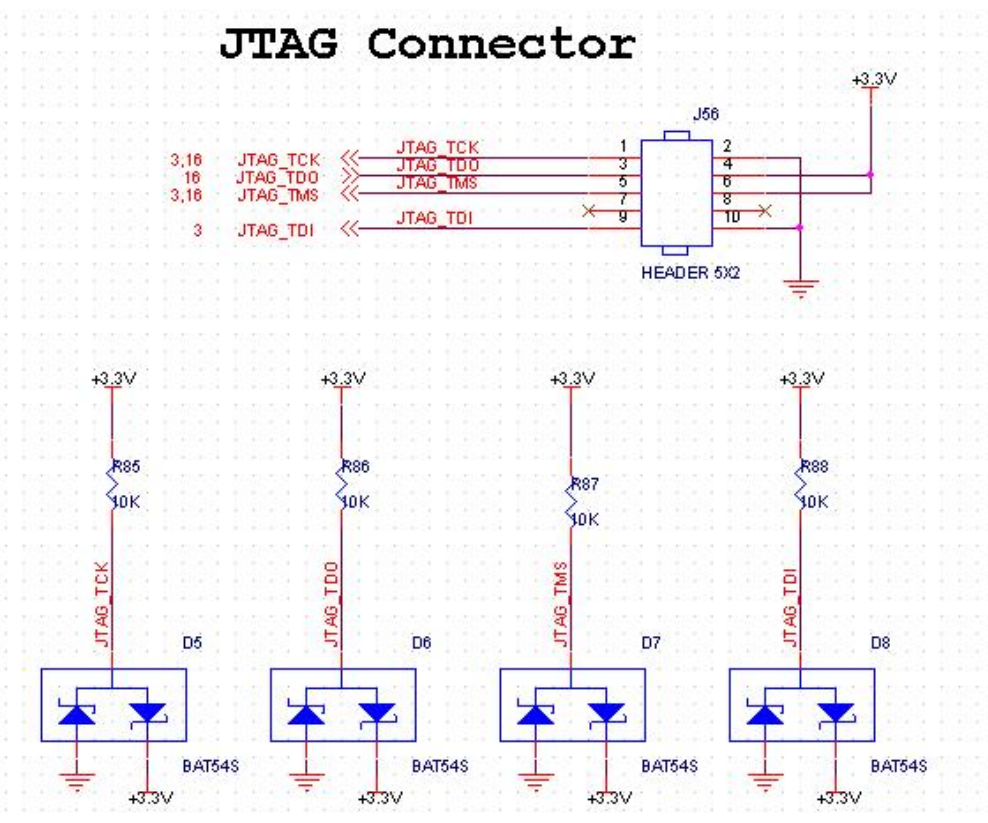 JTAG Connector
+3.3V
J56
3,16 JTAG_TCK JTAG_TCK 1 2
16 JTAG_TDO JTAG_TDO 3 4
3,16 JTAG_TMS JTAG_TMS 5 6
7 8
3 JTAG_TDI JTAG_TDI 9 10
HEADER 5X2
+3.3V +3.3V +3.3V +3.3V
R85 R86 R87 R88
10K 10K 10K 10K
JTAG_TCK JTAG_TDO JTAG_TMS JTAG_TDI
D5 D6 D7 D8
BAT54S BAT54S BAT54S BAT54S
+3.3V +3.3V +3.3V +3.3V